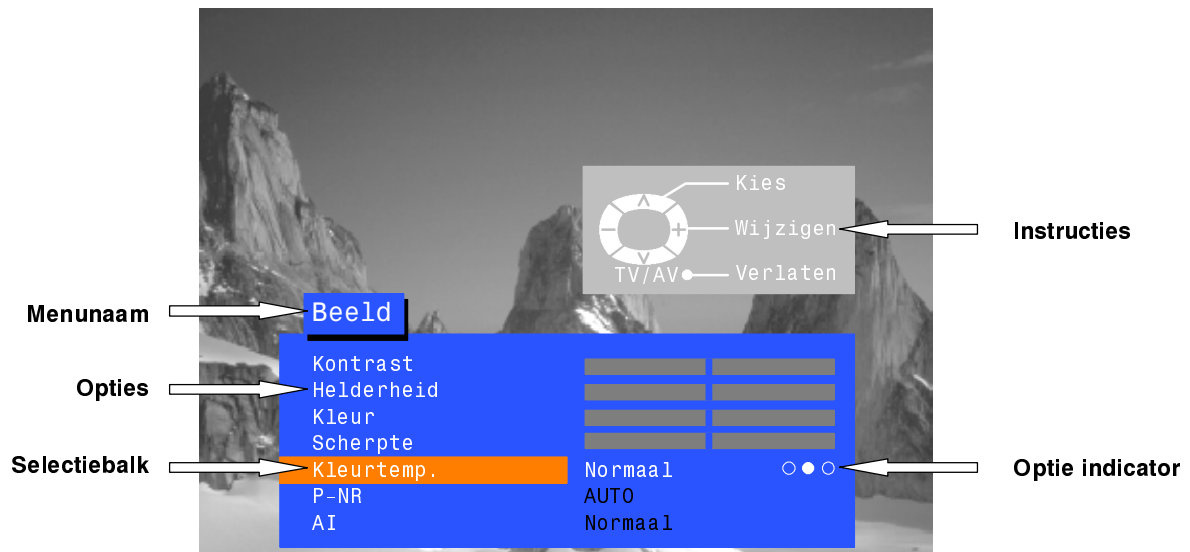 Kies
Wijzigen
TV/AV
Verlaten
Instructies
Menunaam
Beeld
Opties
Kontrast
Helderheid
Kleur
Scherpte
Selectiebalk
Kleurtemp.
Normaal
Optie indicator
P-NR
AUTO
AI
Normaal